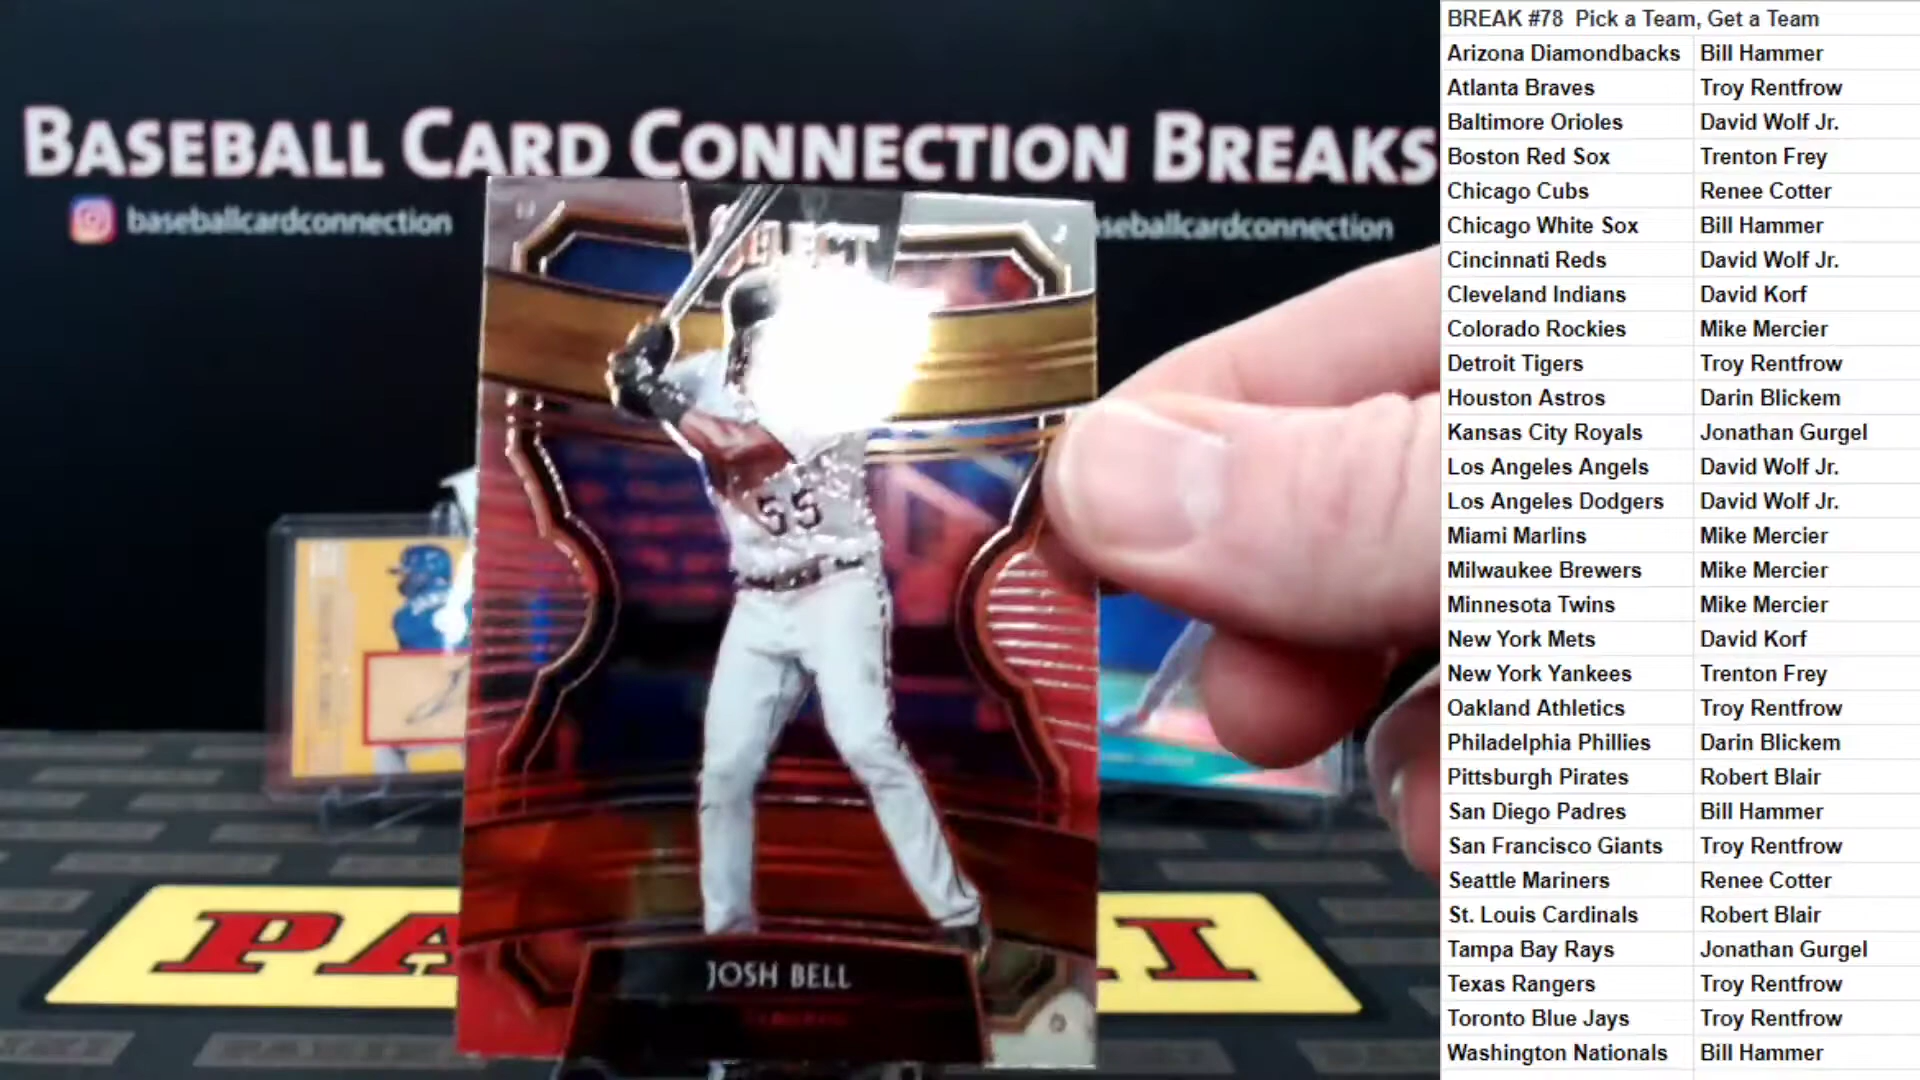 BASEBALL CARD CONNECTION BREAKS
baseballcardconnection
baseballcardconnection
SELECT
55
JOSH BELL
BREAK #78 Pick a Team, Get a Team
Arizona Diamondbacks Bill Hammer
Atlanta Braves Troy Rentfrow
Baltimore Orioles David Wolf Jr.
Boston Red Sox Trenton Frey
Chicago Cubs Renee Cotter
Chicago White Sox Bill Hammer
Cincinnati Reds David Wolf Jr.
Cleveland Indians David Korf
Colorado Rockies Mike Mercier
Detroit Tigers Troy Rentfrow
Houston Astros Darin Blickem
Kansas City Royals Jonathan Gurgel
Los Angeles Angels David Wolf Jr.
Los Angeles Dodgers David Wolf Jr.
Miami Marlins Mike Mercier
Milwaukee Brewers Mike Mercier
Minnesota Twins Mike Mercier
New York Mets David Korf
New York Yankees Trenton Frey
Oakland Athletics Troy Rentfrow
Philadelphia Phillies Darin Blickem
Pittsburgh Pirates Robert Blair
San Diego Padres Bill Hammer
San Francisco Giants Troy Rentfrow
Seattle Mariners Renee Cotter
St. Louis Cardinals Robert Blair
Tampa Bay Rays Jonathan Gurgel
Texas Rangers Troy Rentfrow
Toronto Blue Jays Troy Rentfrow
Washington Nationals Bill Hammer